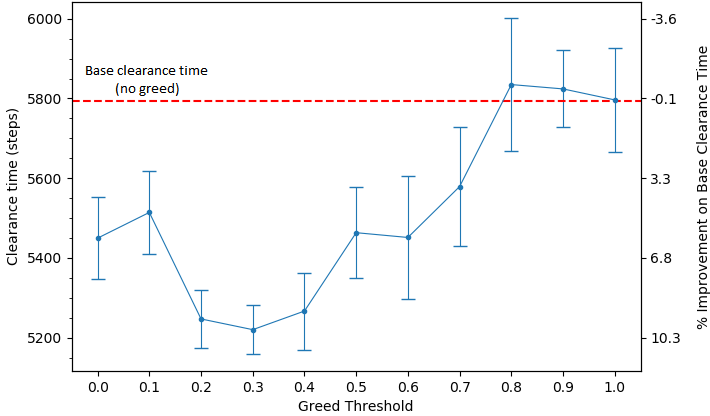 6000
5800
5600
5400
5200
Clearance time (steps)
Base clearance time
(no greed)
-3.6
-0.1
3.3
6.8
10.3
% Improvement on Base Clearance Time
0.0 0.1 0.2 0.3 0.4 0.5 0.6 0.7 0.8 0.9 1.0
Greed Threshold